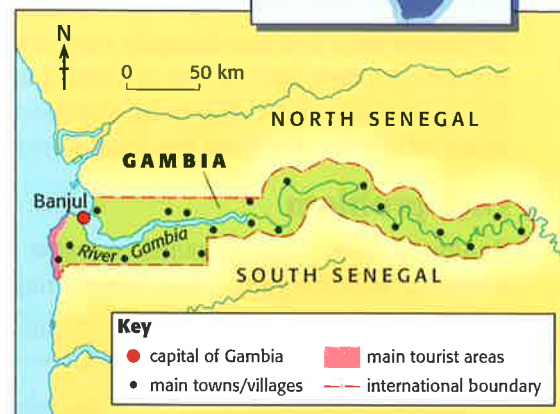 N
0 50 km
NORTH SENEGAL
GAMBIA
Banjul
River Gambia
SOUTH SENEGAL
Key
capital of Gambia
main tourist areas
main towns/villages
international boundary